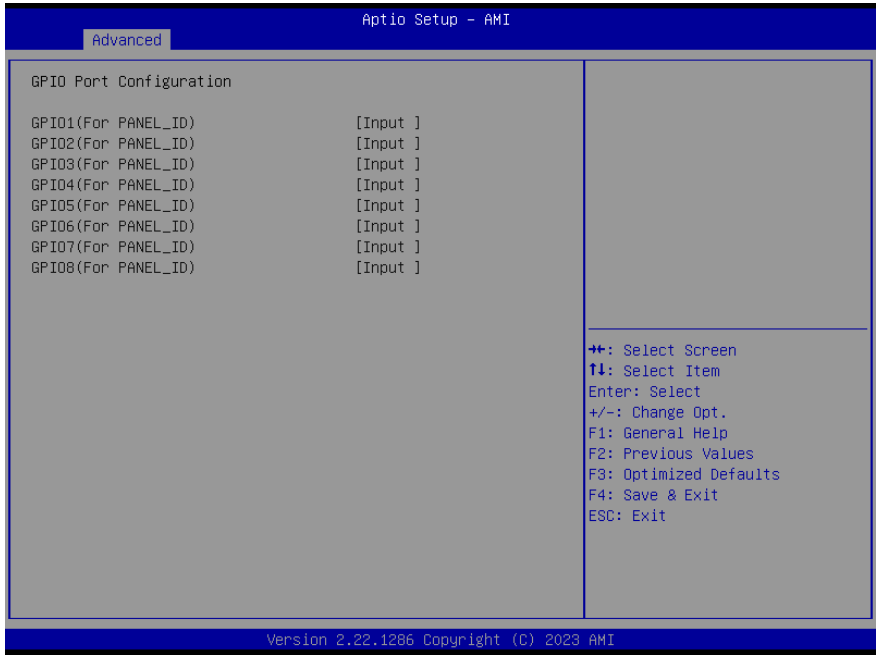 Aptio Setup – AMI
Advanced
GPIO Port Configuration
GPIO1(For PANEL_ID) [Input ]
GPIO2(For PANEL_ID) [Input ]
GPIO3(For PANEL_ID) [Input ]
GPIO4(For PANEL_ID) [Input ]
GPIO5(For PANEL_ID) [Input ]
GPIO6(For PANEL_ID) [Input ]
GPIO7(For PANEL_ID) [Input ]
GPIO8(For PANEL_ID) [Input ]
→←: Select Screen
↑↓: Select Item
Enter: Select
+/-: Change Opt.
F1: General Help
F2: Previous Values
F3: Optimized Defaults
F4: Save & Exit
ESC: Exit
Version 2.22.1286 Copyright (C) 2023 AMI